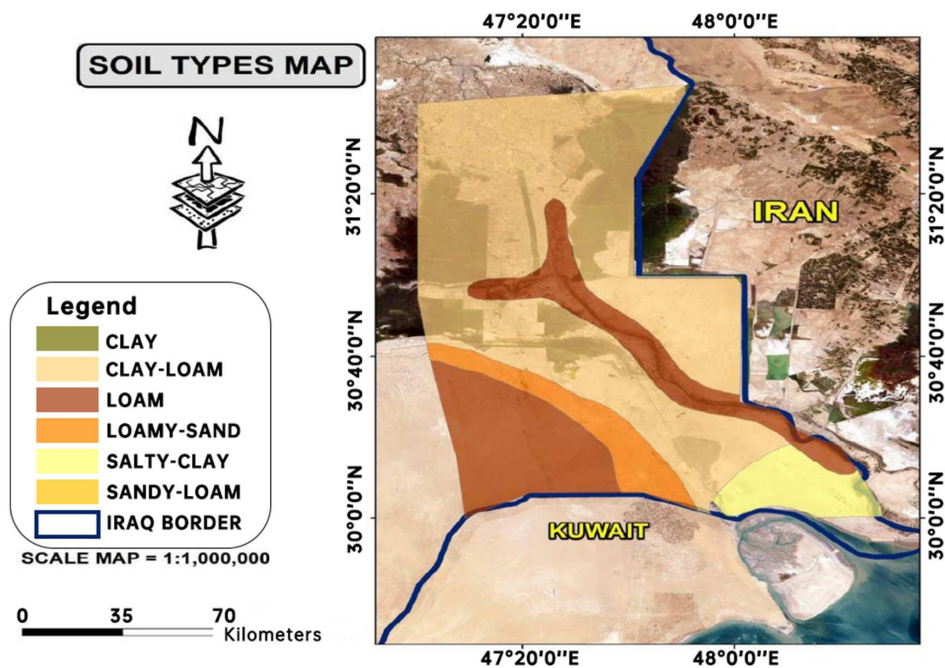 47°20'0''E 48°0'0''E
SOIL TYPES MAP
N
31°20'0''N
31°20'0''N
IRAN
Legend
CLAY
CLAY-LOAM
LOAM
LOAMY-SAND
SALTY-CLAY
SANDY-LOAM
IRAQ BORDER
30°40'0''N
30°40'0''N
30°0'0''N
30°0'0''N
KUWAIT
SCALE MAP = 1:1,000,000
0 35 70
Kilometers
47°20'0''E 48°0'0''E